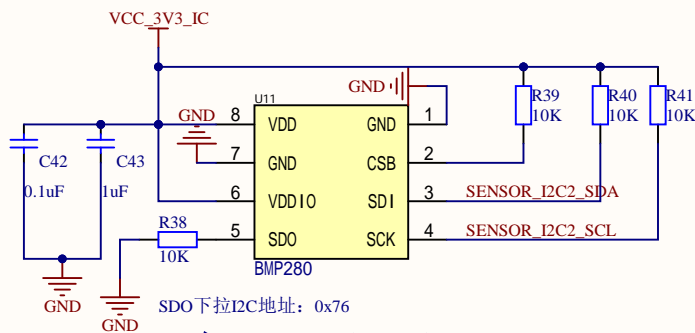 VCC_3V3_IC
GND
U11
R39
R40
R41
10K
10K
10K
GND
8
VDD
GND
1
C42
C43
7
GND
CSB
2
0.1uF
1uF
6
VDDIO
SDI
3
SENSOR_I2C2_SDA
R38
10K
5
SDO
SCK
4
SENSOR_I2C2_SCL
BMP280
GND
GND
SDO下拉I2C地址：0x76